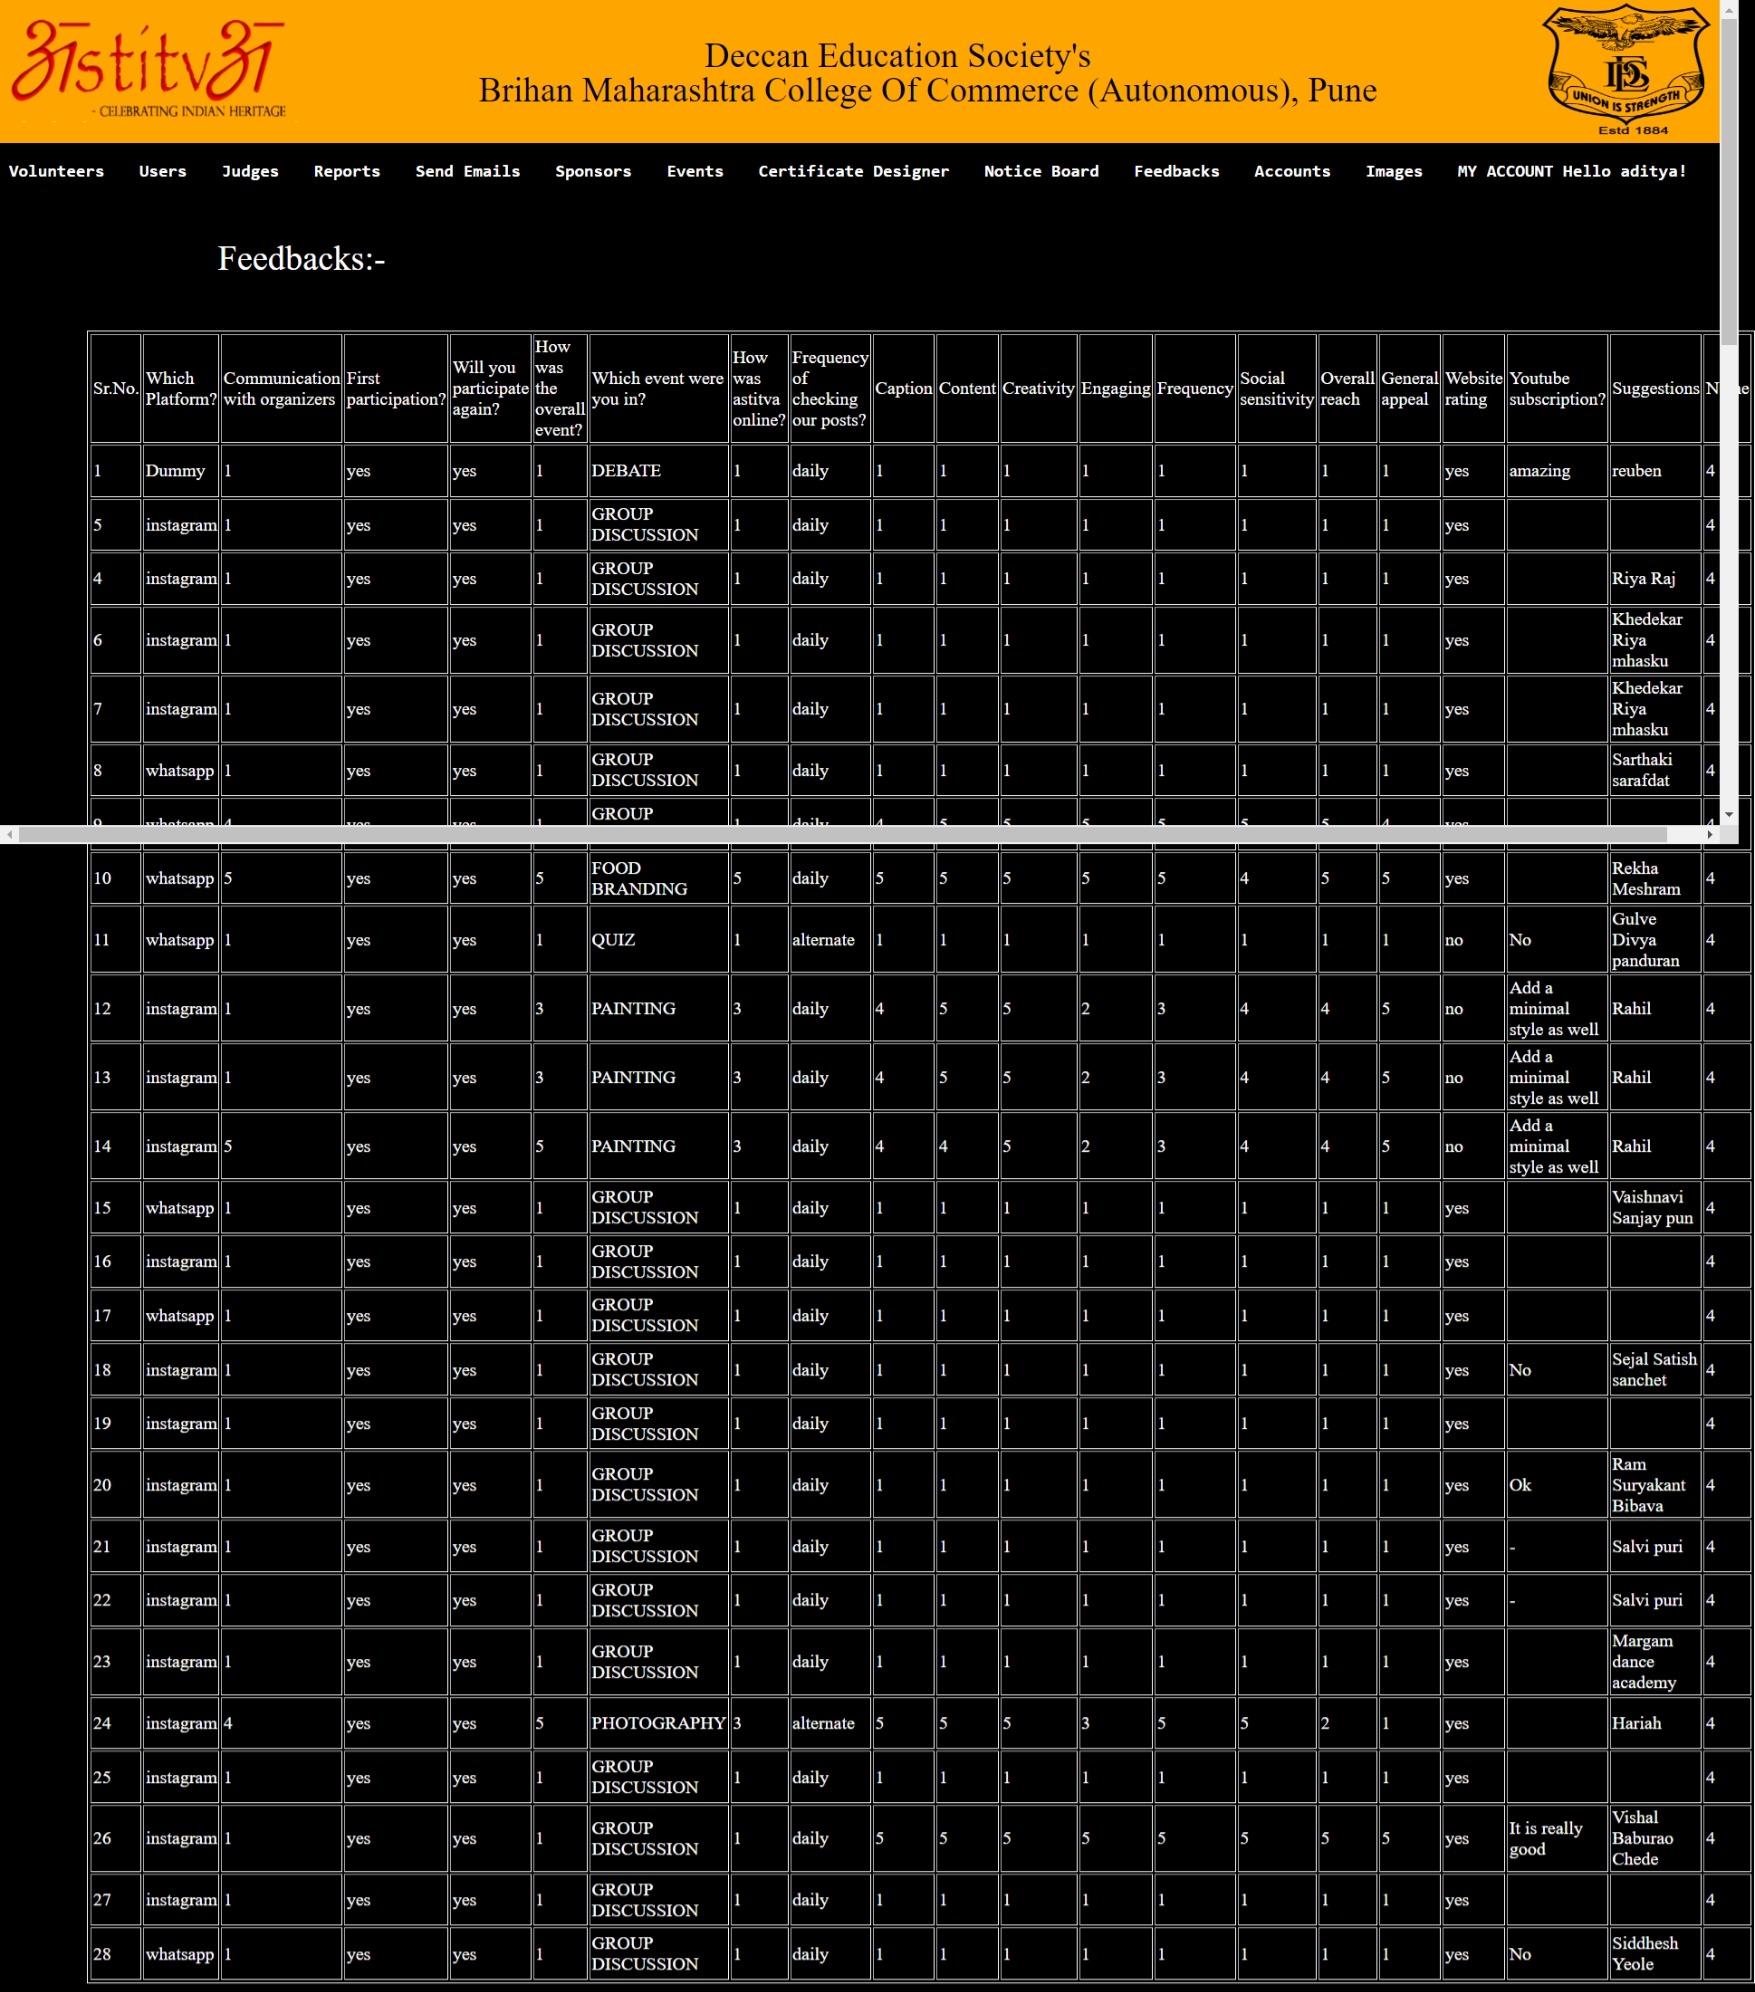 अstitvअ
- CELEBRATING INDIAN HERITAGE
Deccan Education Society's
Brihan Maharashtra College Of Commerce (Autonomous), Pune
DES
UNION IS STRENGTH
Estd 1884
Volunteers Users Judges Reports Send Emails Sponsors Events Certificate Designer Notice Board Feedbacks Accounts Images MY ACCOUNT Hello aditya!
Feedbacks:-
Sr.No. Which Platform? Communication with organizers First participation? Will you participate again? How was the overall event? Which event were you in? How was astitva online? Frequency of checking our posts? Caption Content Creativity Engaging Frequency Social sensitivity Overall reach General appeal Website rating Youtube subscription? Suggestions
1 Dummy 1 yes yes 1 DEBATE 1 daily 1 1 1 1 1 1 1 1 yes amazing reuben 4
5 instagram 1 yes yes 1 GROUP DISCUSSION 1 daily 1 1 1 1 1 1 1 1 yes 4
4 instagram 1 yes yes 1 GROUP DISCUSSION 1 daily 1 1 1 1 1 1 1 1 yes Riya Raj 4
6 instagram 1 yes yes 1 GROUP DISCUSSION 1 daily 1 1 1 1 1 1 1 1 yes Khedekar Riya mhasku 4
7 instagram 1 yes yes 1 GROUP DISCUSSION 1 daily 1 1 1 1 1 1 1 1 yes Khedekar Riya mhasku 4
8 whatsapp 1 yes yes 1 GROUP DISCUSSION 1 daily 1 1 1 1 1 1 1 1 yes Sarthaki sarafdat 4
9 whatsapp 4 yes yes 1 GROUP 1 daily 4 5 5 5 5 5 5 4 yes 4
10 whatsapp 5 yes yes 5 FOOD BRANDING 5 daily 5 5 5 5 5 4 5 5 yes Rekha Meshram 4
11 whatsapp 1 yes yes 1 QUIZ 1 alternate 1 1 1 1 1 1 1 1 no No Gulve Divya panduran 4
12 instagram 1 yes yes 3 PAINTING 3 daily 4 5 5 2 3 4 4 5 no Add a minimal style as well Rahil 4
13 instagram 1 yes yes 3 PAINTING 3 daily 4 5 5 2 3 4 4 5 no Add a minimal style as well Rahil 4
14 instagram 5 yes yes 5 PAINTING 3 daily 4 4 5 2 3 4 4 5 no Add a minimal style as well Rahil 4
15 whatsapp 1 yes yes 1 GROUP DISCUSSION 1 daily 1 1 1 1 1 1 1 1 yes Vaishnavi Sanjay pun 4
16 instagram 1 yes yes 1 GROUP DISCUSSION 1 daily 1 1 1 1 1 1 1 1 yes 4
17 whatsapp 1 yes yes 1 GROUP DISCUSSION 1 daily 1 1 1 1 1 1 1 1 yes 4
18 instagram 1 yes yes 1 GROUP DISCUSSION 1 daily 1 1 1 1 1 1 1 1 yes No Sejal Satish sanchet 4
19 instagram 1 yes yes 1 GROUP DISCUSSION 1 daily 1 1 1 1 1 1 1 1 yes 4
20 instagram 1 yes yes 1 GROUP DISCUSSION 1 daily 1 1 1 1 1 1 1 1 yes Ok Ram Suryakant Bibava 4
21 instagram 1 yes yes 1 GROUP DISCUSSION 1 daily 1 1 1 1 1 1 1 1 yes - Salvi puri 4
22 instagram 1 yes yes 1 GROUP DISCUSSION 1 daily 1 1 1 1 1 1 1 1 yes - Salvi puri 4
23 instagram 1 yes yes 1 GROUP DISCUSSION 1 daily 1 1 1 1 1 1 1 1 yes Margam dance academy 4
24 instagram 4 yes yes 5 PHOTOGRAPHY 3 alternate 5 5 5 3 5 5 2 1 yes Hariah 4
25 instagram 1 yes yes 1 GROUP DISCUSSION 1 daily 1 1 1 1 1 1 1 1 yes 4
26 instagram 1 yes yes 1 GROUP DISCUSSION 1 daily 5 5 5 5 5 5 5 5 yes It is really good Vishal Baburao Chede 4
27 instagram 1 yes yes 1 GROUP DISCUSSION 1 daily 1 1 1 1 1 1 1 1 yes 4
28 whatsapp 1 yes yes 1 GROUP DISCUSSION 1 daily 1 1 1 1 1 1 1 1 yes No Siddhesh Yeole 4